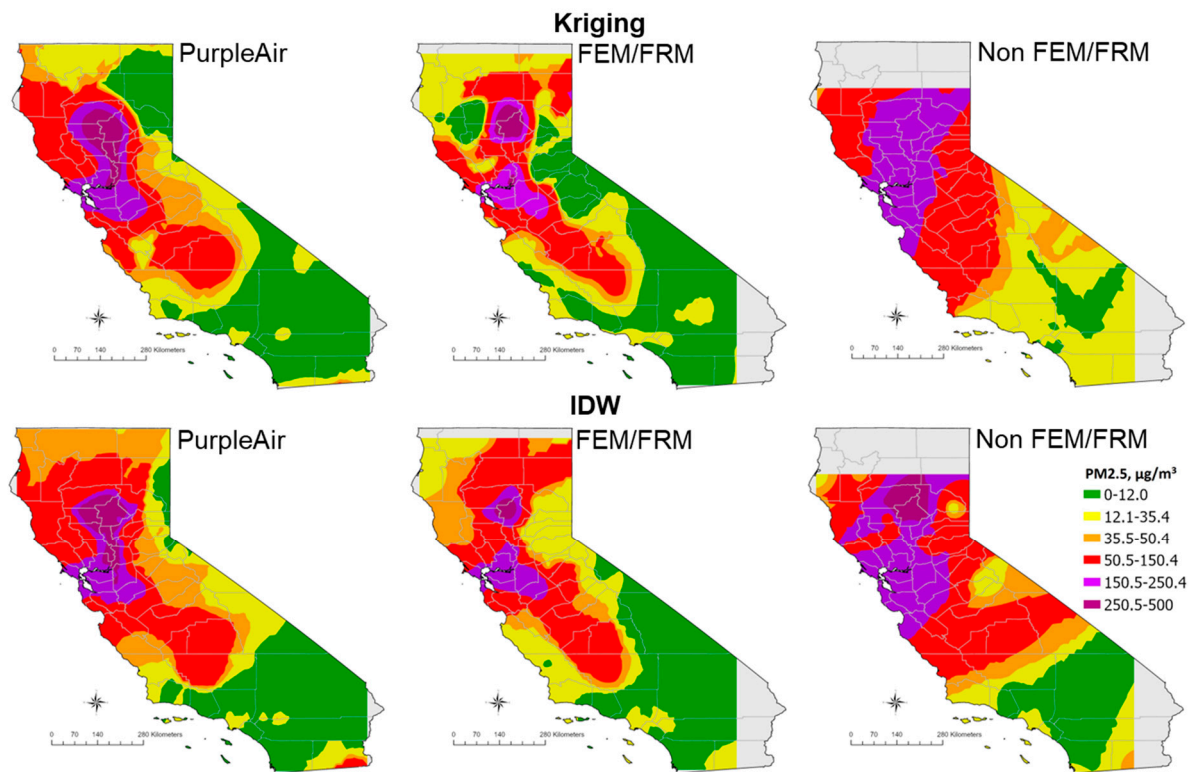 Kriging
PurpleAir
FEM/FRM
Non FEM/FRM
0 70 140 280 Kilometers
0 70 140 280 Kilometers
0 70 140 280 Kilometers
IDW
PurpleAir
FEM/FRM
Non FEM/FRM
PM2.5, µg/m³
0-12.0
12.1-35.4
35.5-50.4
50.5-150.4
150.5-250.4
250.5-500
0 70 140 280 Kilometers
0 70 140 280 Kilometers
0 70 140 280 Kilometers